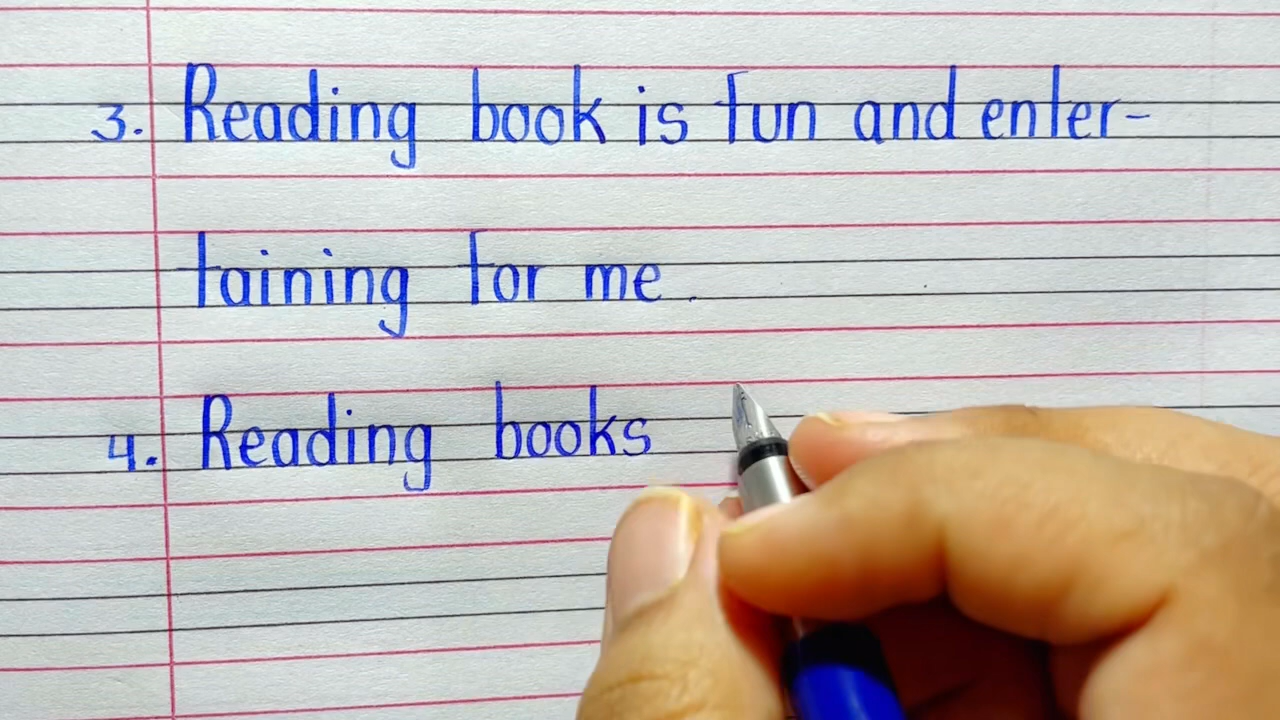 3. Reading book is fun and enter-
taining for me.
4. Reading books